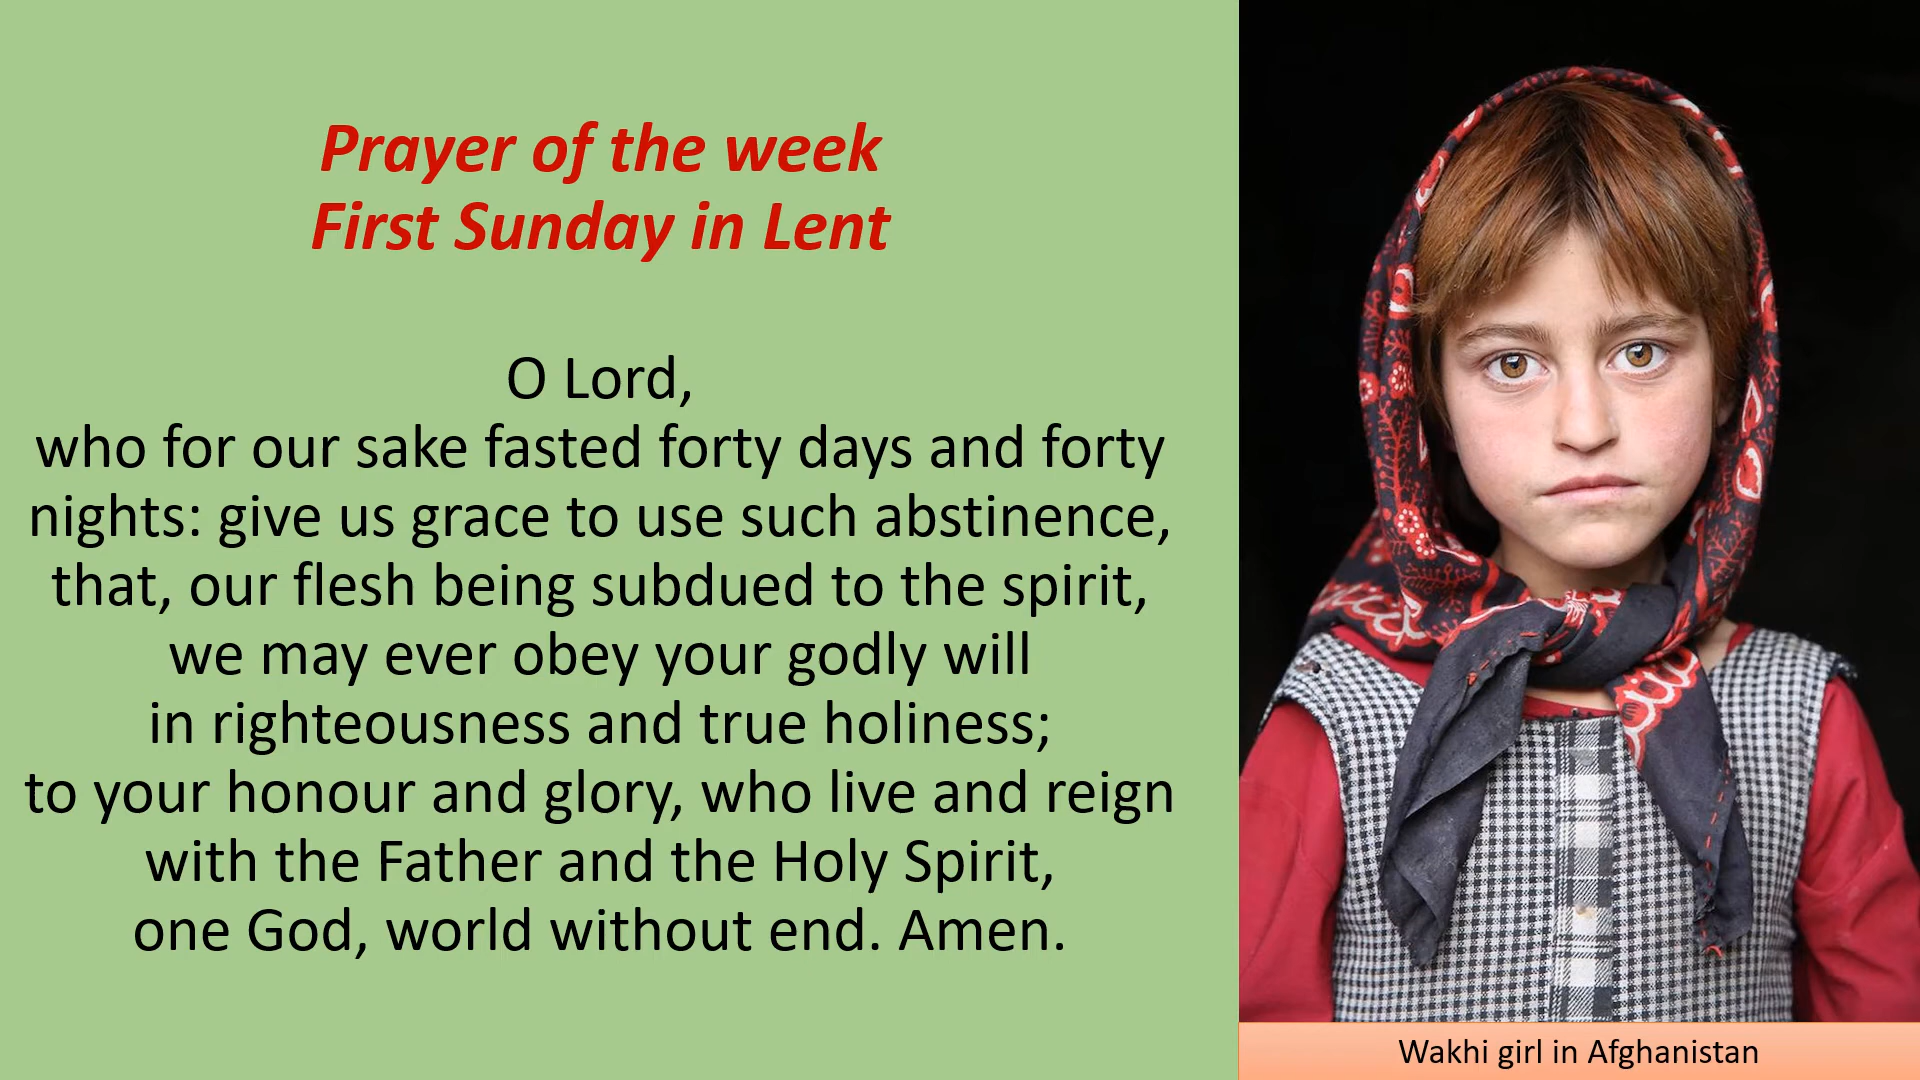 Prayer of the week
First Sunday in Lent
O Lord,
who for our sake fasted forty days and forty
nights: give us grace to use such abstinence,
that, our flesh being subdued to the spirit,
we may ever obey your godly will
in righteousness and true holiness;
to your honour and glory, who live and reign
with the Father and the Holy Spirit,
one God, world without end. Amen.
Wakhi girl in Afghanistan